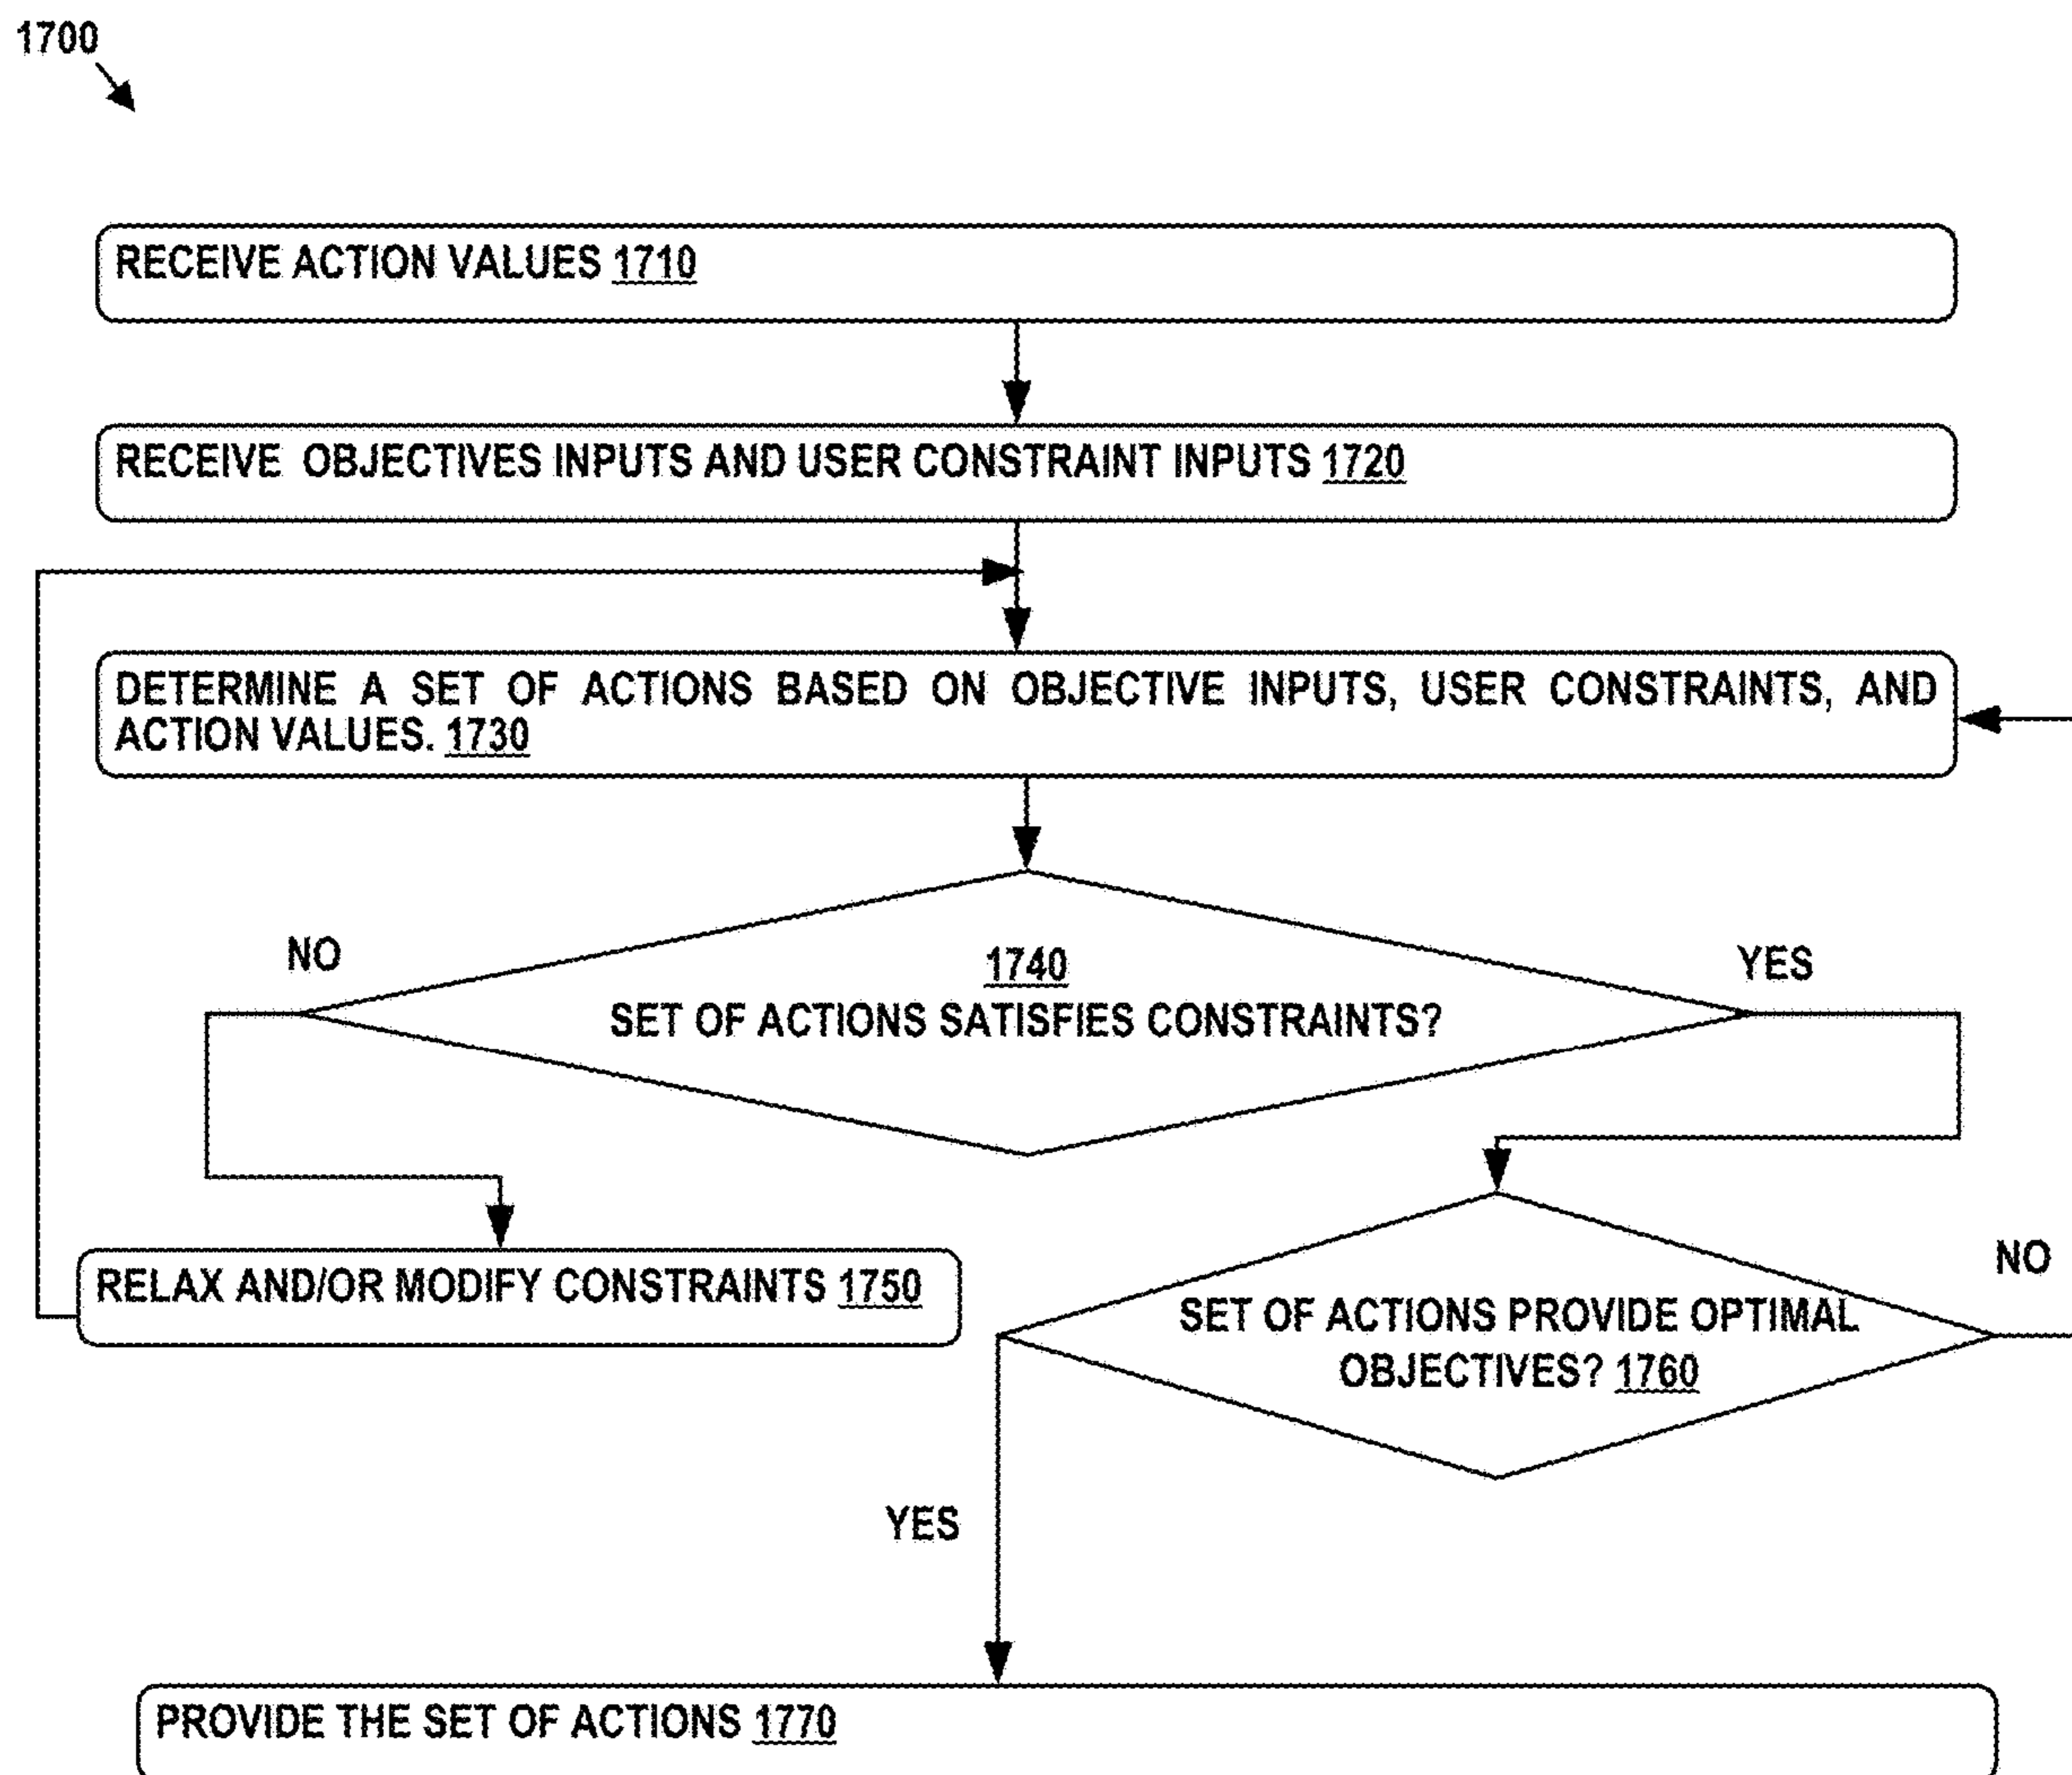 1700
RECEIVE ACTION VALUES 1710
RECEIVE OBJECTIVES INPUTS AND USER CONSTRAINT INPUTS 1720
DETERMINE A SET OF ACTIONS BASED ON OBJECTIVE INPUTS, USER CONSTRAINTS, AND
ACTION VALUES. 1730
NO
1740
YES
SET OF ACTIONS SATISFIES CONSTRAINTS?
RELAX AND/OR MODIFY CONSTRAINTS 1750
NO
SET OF ACTIONS PROVIDE OPTIMAL
OBJECTIVES? 1760
YES
PROVIDE THE SET OF ACTIONS 1770